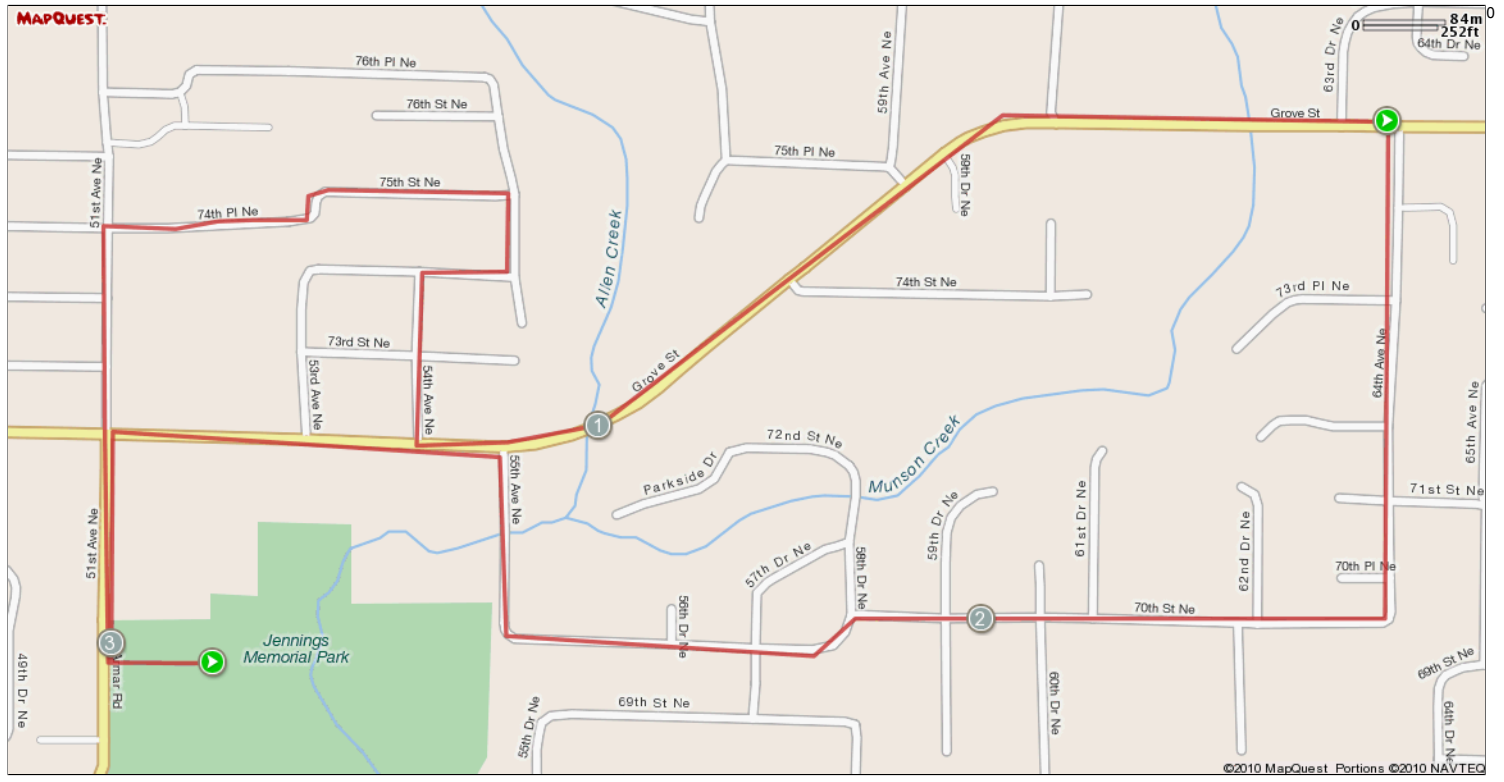 MAPQUEST.
0
84m
252ft
0
63rd Dr Ne
64th Dr Ne
76th Pl Ne
59th Ave Ne
76th St Ne
Grove St
75th Pl Ne
51st Ave Ne
75th St Ne
59th Dr Ne
74th Pl Ne
Allen Creek
74th St Ne
73rd Pl Ne
73rd St Ne
64th Ave Ne
Grove St
53rd Ave Ne
54th Ave Ne
65th Ave Ne
1
72nd St Ne
Munson Creek
Parkside Dr
55th Ave Ne
71st St Ne
51st Ave Ne
59th Dr Ne
61st Dr Ne
62nd Dr Ne
57th Dr Ne
58th Dr Ne
70th Pl Ne
56th Dr Ne
2
70th St Ne
3
Jennings
Memorial Park
49th Dr Ne
69th St Ne
60th Dr Ne
69th St Ne
55th Dr Ne
64th Dr Ne
©2010 MapQuest Portions ©2010 NAVTEQ